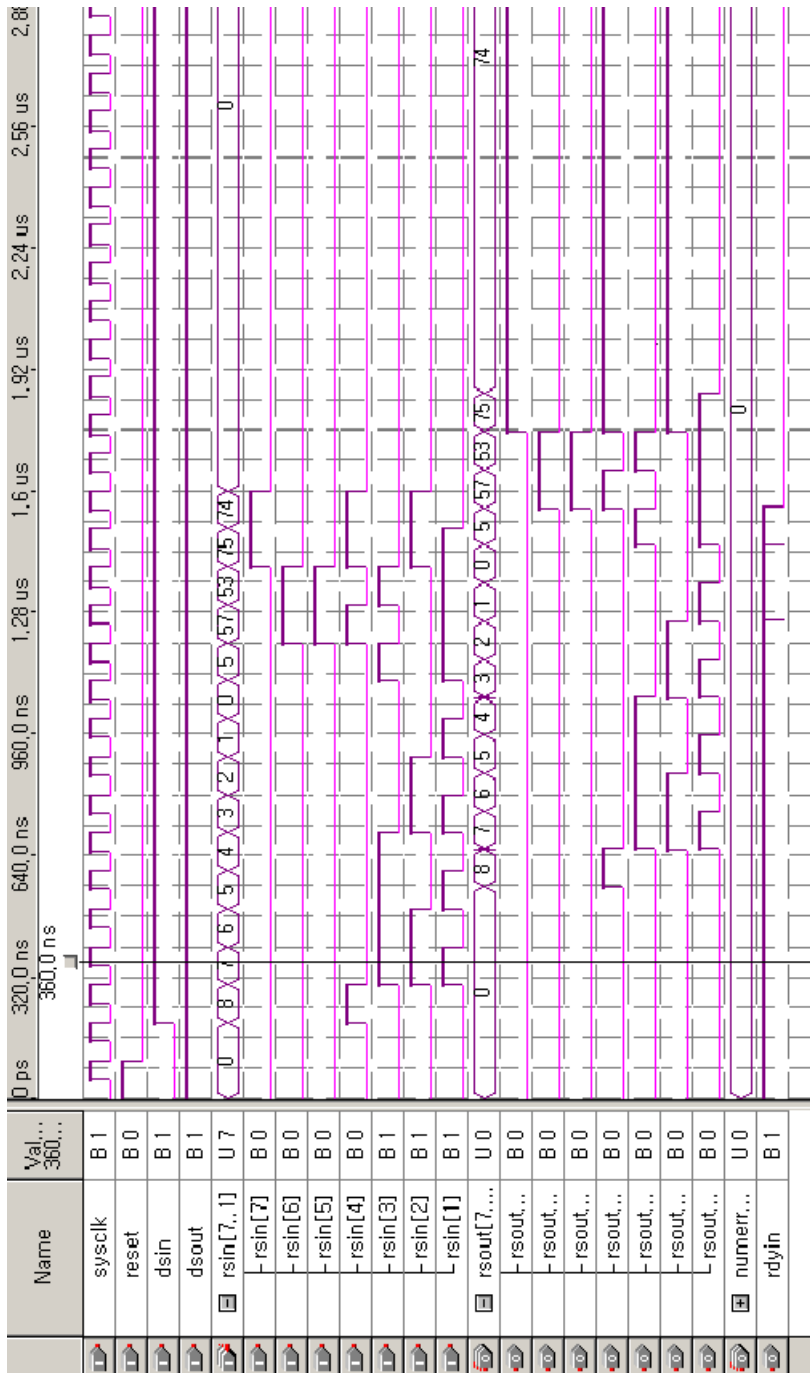 Name 'Val... 0 ps 320,0 ns 640,0 ns 960,0 ns 1,28 us 1,6 us 1,92 us 2,24 us 2,56 us 2,8
360... 360,0 ns
sysclk B 1
reset B 0
dsin B 1
dsout B 1
rsin[7..1] U 7 0 8 7 6 5 4 3 2 1 0 5 57 53 75 74 0
rsin[7] B 0
rsin[6] B 0
rsin[5] B 0
rsin[4] B 0
rsin[3] B 1
rsin[2] B 1
rsin[1] B 1
rsout[7.... U 0 0 8 7 6 5 4 3 2 1 0 5 57 53 75 74
rsout... B 0
rsout... B 0
rsout... B 0
rsout... B 0
rsout... B 0
rsout... B 0
rsout... B 0
numerr... U 0 0
rdyin B 1